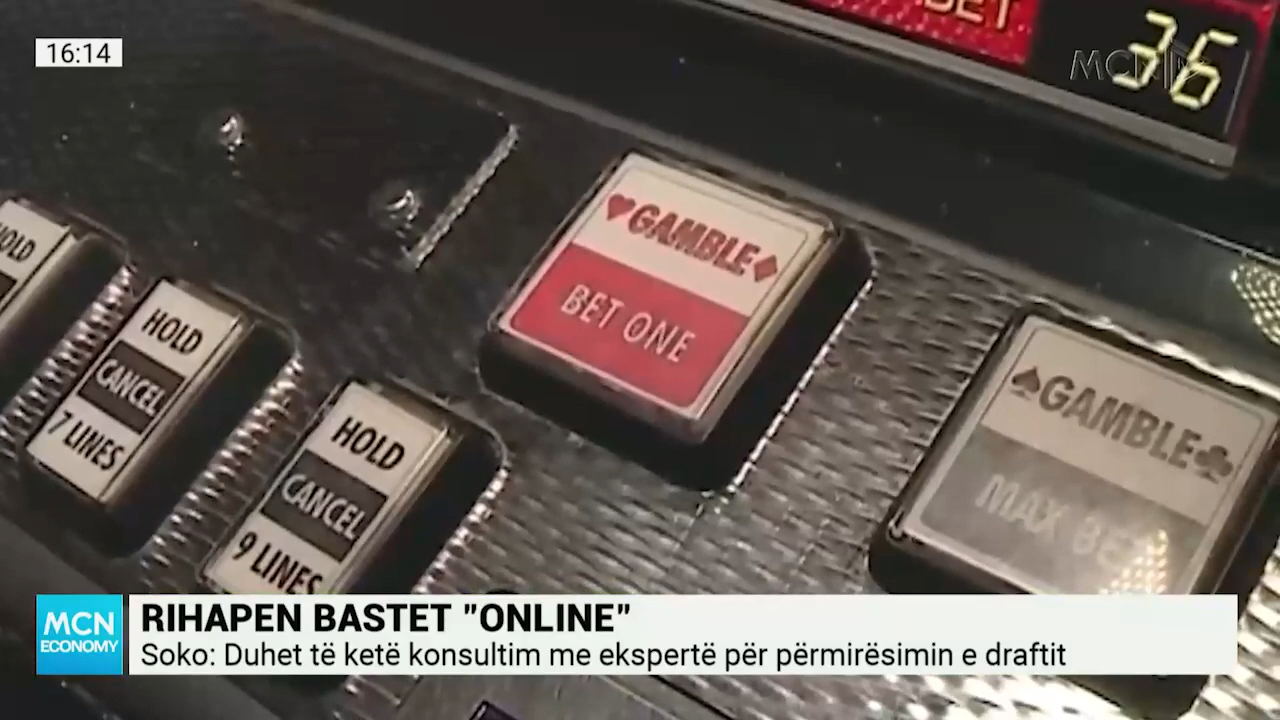 16:14
BET
36
MCN
HOLD
HOLD
CANCEL
7 LINES
HOLD
CANCEL
9 LINES
GAMBLE
BET ONE
GAMBLE
MAX BET
MCN
ECONOMY
RIHAPEN BASTET "ONLINE"
Soko: Duhet të ketë konsultim me ekspertë për përmirësimin e draftit